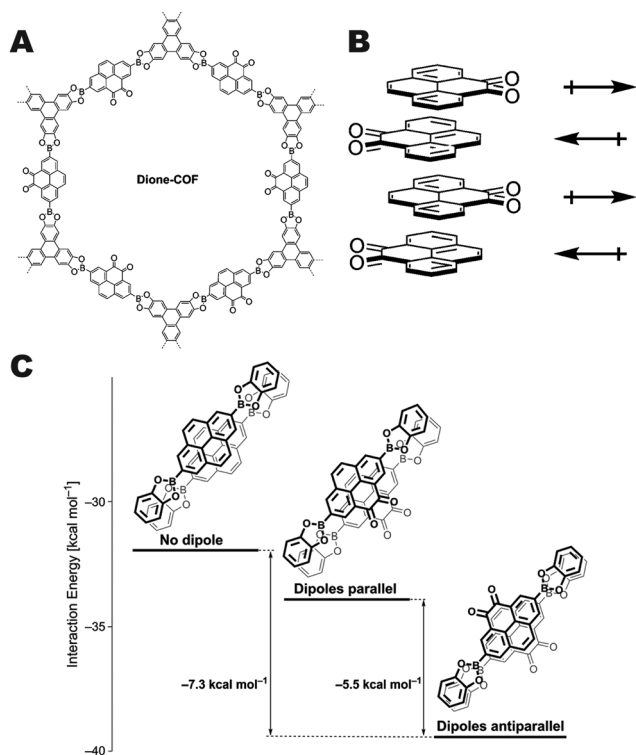 A
B
Dione-COF
C
Interaction Energy [kcal mol⁻¹]
–30
–35
–40
No dipole
Dipoles parallel
Dipoles antiparallel
–7.3 kcal mol⁻¹
–5.5 kcal mol⁻¹